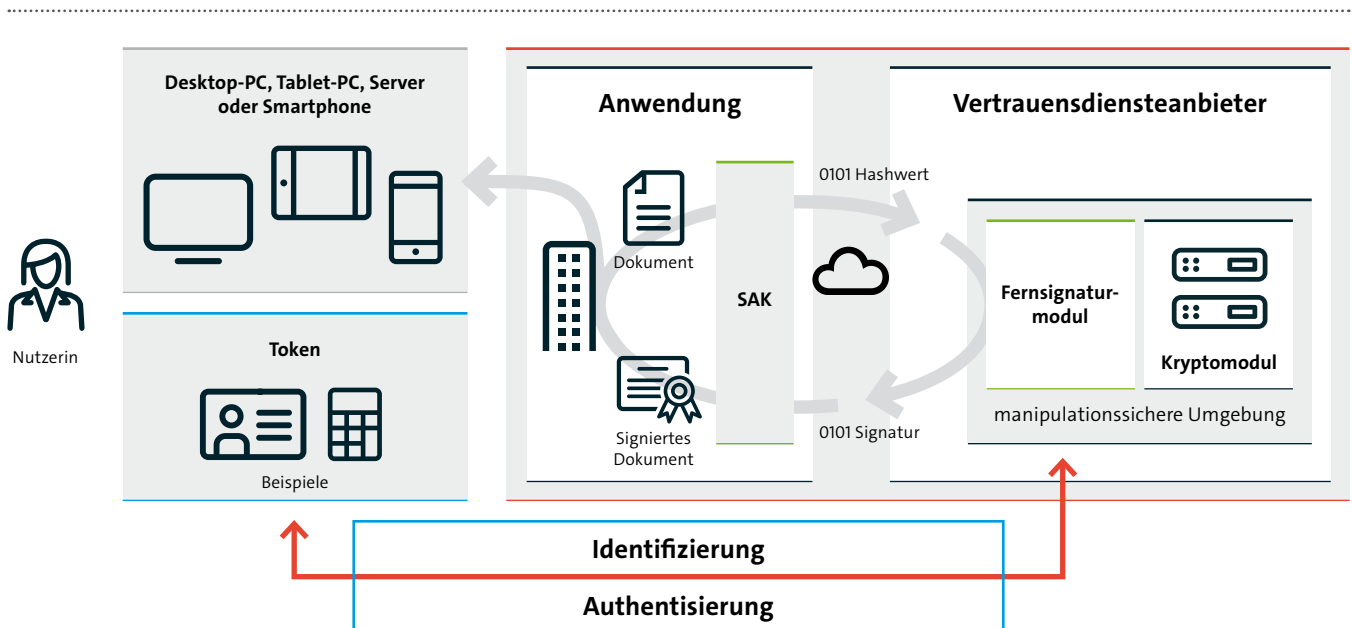 Desktop-PC, Tablet-PC, Server
oder Smartphone
Nutzerin
Token
Beispiele
Anwendung
Dokument
SAK
Signiertes
Dokument
0101 Hashwert
0101 Signatur
Vertrauensdiensteanbieter
Fernsignatur-
modul
Kryptomodul
manipulationssichere Umgebung
Identifizierung
Authentisierung